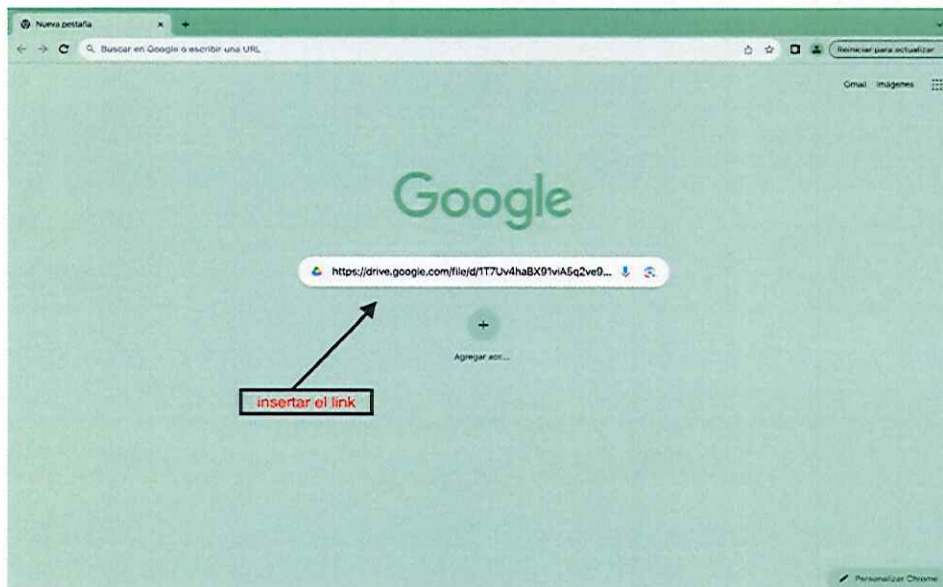 Nueva pestaña
Buscar en Google o escribir una URL
Reiniciar para actualizar
Gmail Imágenes
Google
https://drive.google.com/file/d/1T7Uv4haBX91viA5q2ve9...
Agregar acc...
insertar el link
Personalizar Chrome